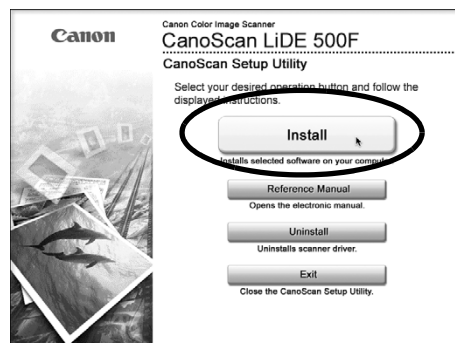 Canon
Canon Color Image Scanner
CanoScan LiDE 500F
CanoScan Setup Utility
Select your desired operation button and follow the
displayed instructions.
Install
Installs selected software on your computer.
Reference Manual
Opens the electronic manual.
Uninstall
Uninstalls scanner driver.
Exit
Close the CanoScan Setup Utility.